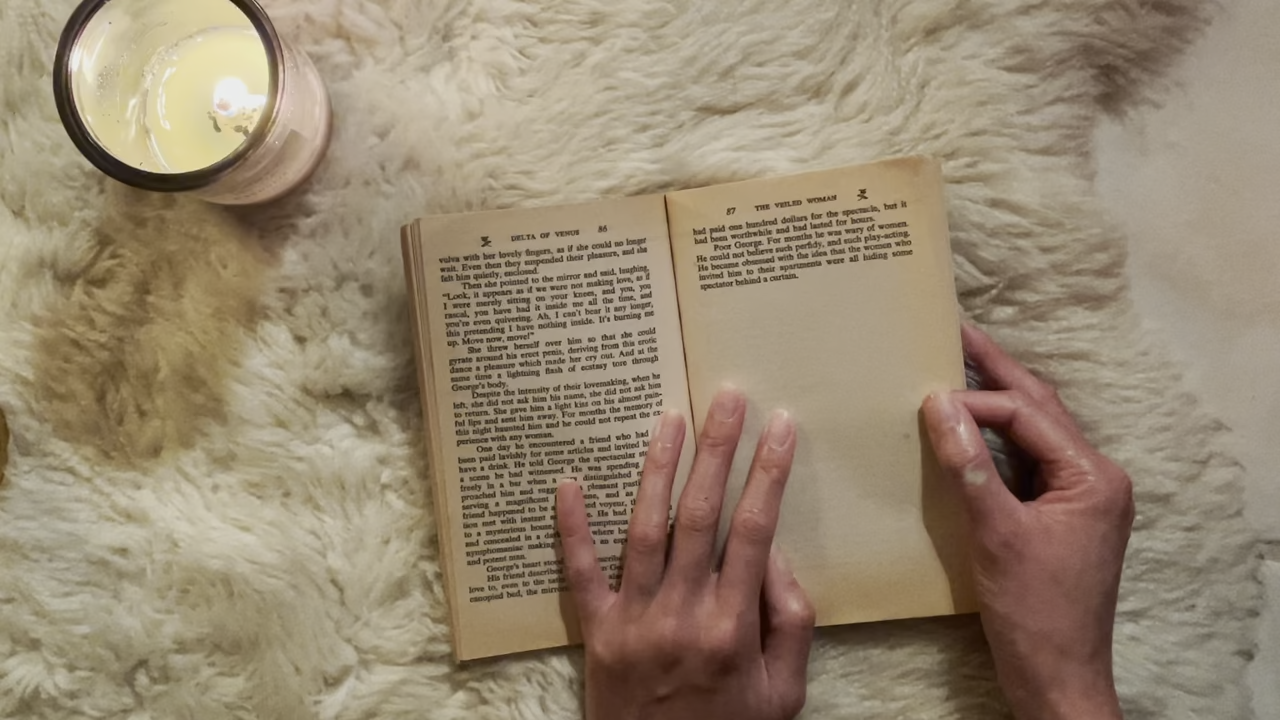 DELTA OF VENUS 86
vulva with her lovely fingers, as if she could no longer
wait. Even then they suspended their pleasure, and she
felt him quietly, enclosed.
Then she pointed to the mirror and said, laughing,
"Look, it appears as if we were not making love, as if
I were merely sitting on your knees, and you, you
rascal, you have had it inside me all the time, and
you're even quivering. Ah, I can't bear it any longer,
this pretending I have nothing inside. It's burning me
up. Move now, move!"
She threw herself over him so that she could
gyrate around his erect penis, deriving from this erotic
dance a pleasure which made her cry out. And at the
same time a lightning flash of ecstasy tore through
George's body.
Despite the intensity of their lovemaking, when he
left, she did not ask him his name, she did not ask him
to return. She gave him a light kiss on his almost pain-
ful lips and sent him away. For months the memory of
this night haunted him and he could not repeat the ex-
perience with any woman.
One day he encountered a friend who had
been paid lavishly for some articles and invited
have a drink. He told George the spectacular
a scene he had witnessed. He was spending
freely in a bar when a distinguished
proached him and pleasant
serving a magnificent and as
friend happened to be voyeur,
tion met with instant He had
to a mysterious house, sumptuous
and concealed in a where
nymphomaniac making an
and potent man.
George's heart
His friend described
love to, even to the
canopied bed, the
87 THE VEILED WOMAN
had paid one hundred dollars for the spectacle, but it
had been worthwhile and had lasted for hours.
Poor George. For months he was wary of women.
He could not believe such perfidy, and such play-acting.
He became obsessed with the idea that the women who
invited him to their apartments were all hiding some
spectator behind a curtain.